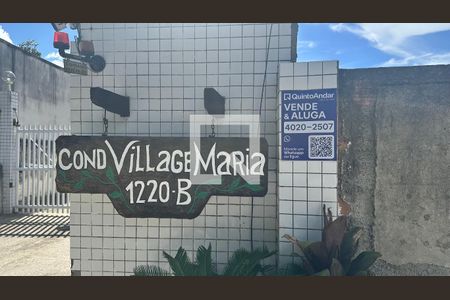 COND VILLAGE MARIA
1220-B
QuintoAndar
VENDE
& ALUGA
4020-2507